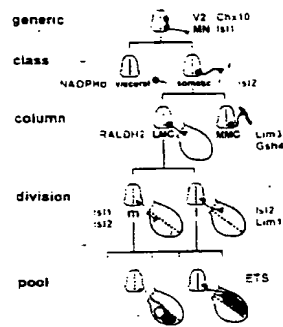 generic V2 Chx10
MN Isl1
class
NADPHd visceral somatic Isl2
column
RALDH2 LMC MMC Lim3
Gsh4
division
Isl1 m Isl2
Isl2 Lim1
pool ETS